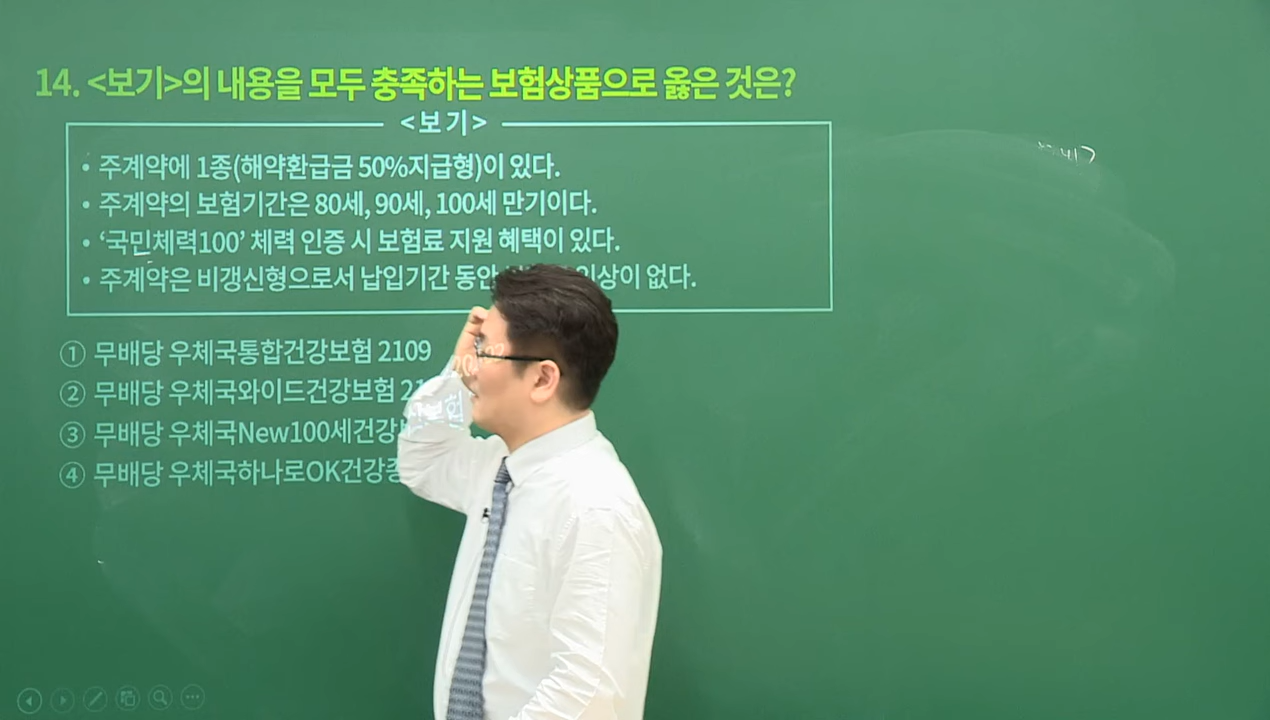 14. <보기>의 내용을 모두 충족하는 보험상품으로 옳은 것은?
<보 기>
• 주계약에 1종(해약환급금 50%지급형)이 있다.
• 주계약의 보험기간은 80세, 90세, 100세 만기이다.
• ‘국민체력100’ 체력 인증 시 보험료 지원 혜택이 있다.
• 주계약은 비갱신형으로서 납입기간 동안 인상이 없다.
① 무배당 우체국통합건강보험 2109
② 무배당 우체국와이드건강보험
③ 무배당 우체국New100세건강
④ 무배당 우체국하나로OK건강